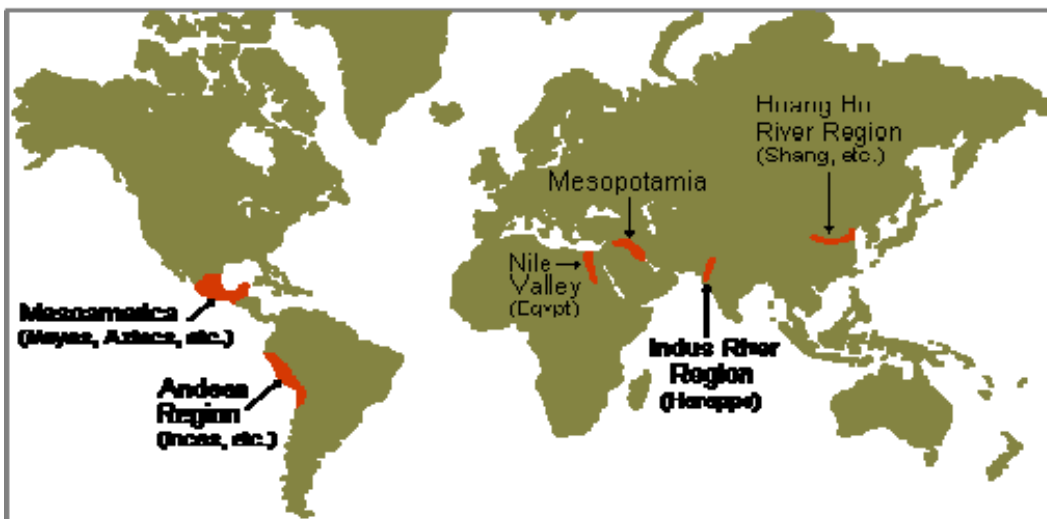 Huang Ho
River Region
(Shang, etc.)
Mesopotamia
Nile
Valley
(Egypt)
Mesoamerica
(Mayas, Aztecs, etc.)
Indus River
Region
(Harappa)
Andean
Region
(Incas, etc.)